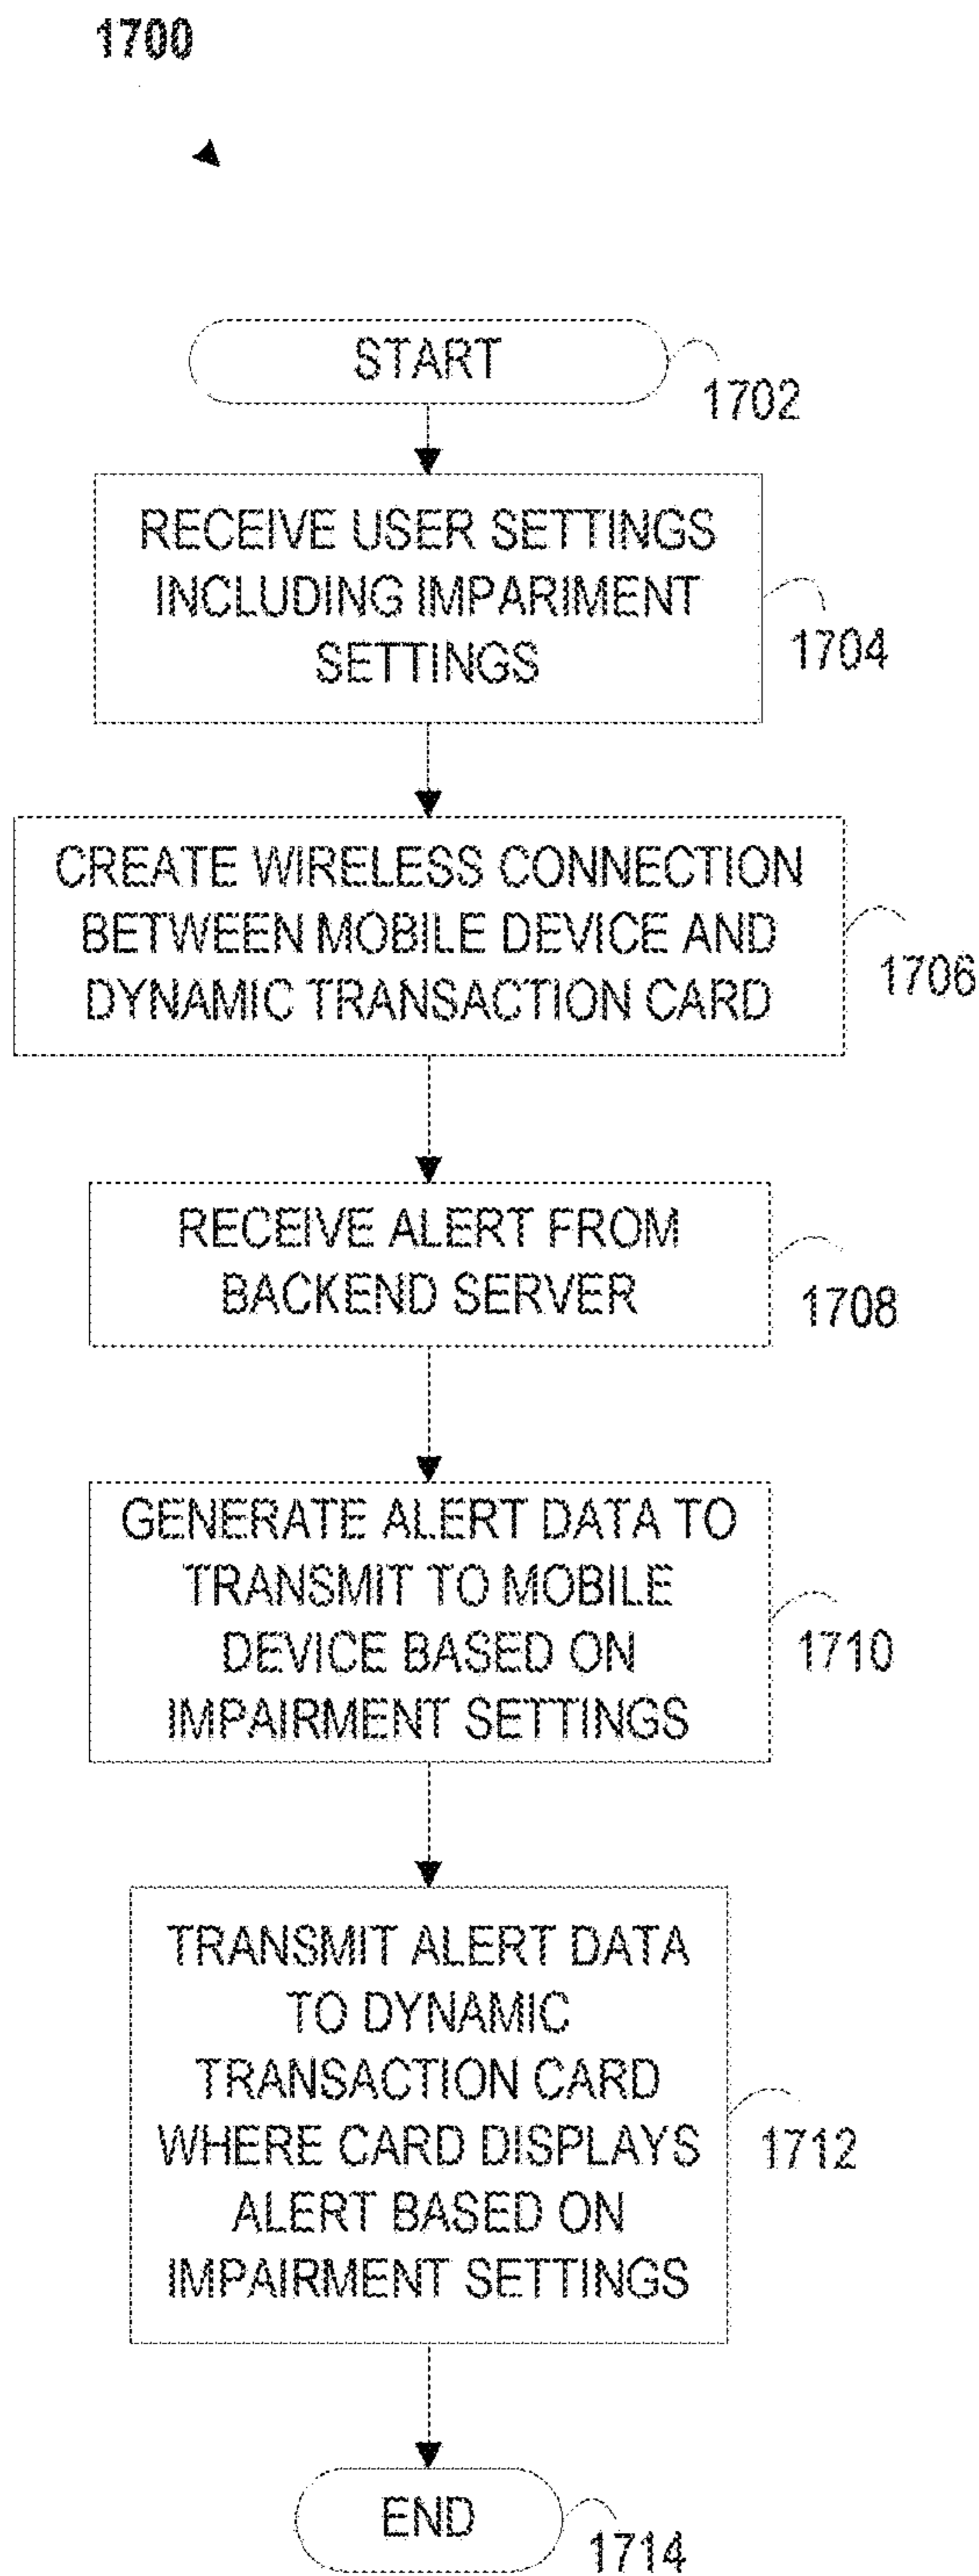 1700
START
1702
RECEIVE USER SETTINGS
INCLUDING IMPARIMENT
SETTINGS
1704
CREATE WIRELESS CONNECTION
BETWEEN MOBILE DEVICE AND
DYNAMIC TRANSACTION CARD
1706
RECEIVE ALERT FROM
BACKEND SERVER
1708
GENERATE ALERT DATA TO
TRANSMIT TO MOBILE
DEVICE BASED ON
IMPAIRMENT SETTINGS
1710
TRANSMIT ALERT DATA
TO DYNAMIC
TRANSACTION CARD
WHERE CARD DISPLAYS
ALERT BASED ON
IMPAIRMENT SETTINGS
1712
END
1714